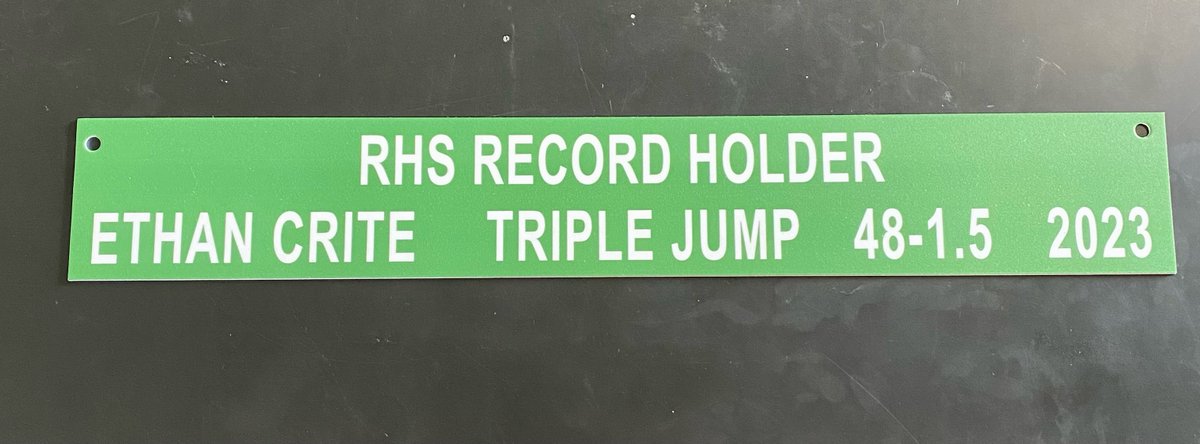 RHS RECORD HOLDER
ETHAN CRITE TRIPLE JUMP 48-1.5 2023